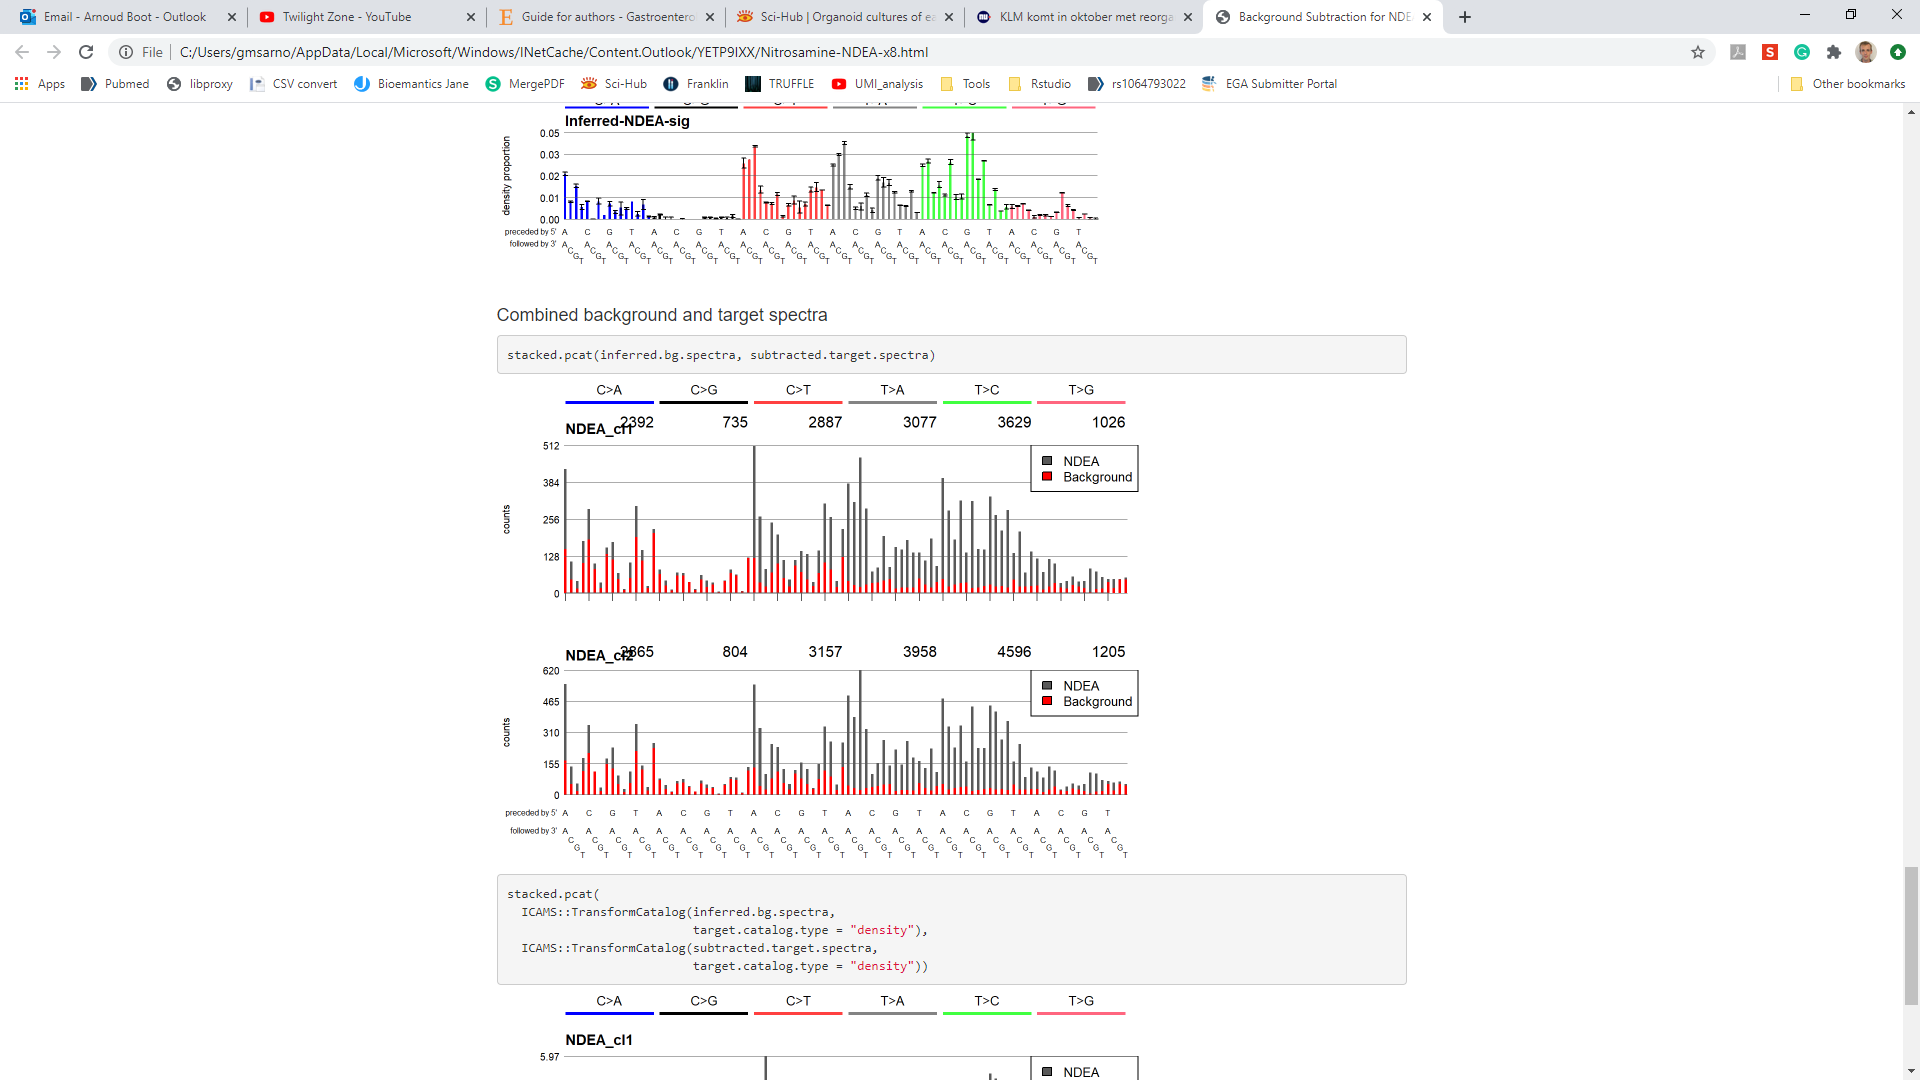 Email - Arnoud Boot - Outlook
Twilight Zone - YouTube
Guide for authors - Gastroentero
Sci-Hub | Organoid cultures of ea
KLM komt in oktober met reorga
Background Subtraction for NDE
File
C:/Users/gmsarno/AppData/Local/Microsoft/Windows/INetCache/Content.Outlook/YETP9IXX/Nitrosamine-NDEA-x8.html
Apps Pubmed libproxy CSV convert Bioemantics Jane MergePDF Sci-Hub Franklin TRUFFLE UMI_analysis Tools Rstudio rs1064793022 EGA Submitter Portal Other bookmarks
Inferred-NDEA-sig
density proportion
0.05
0.03
0.02
0.01
0.00
preceded by 5' A C G T A C G T A C G T A C G T A C G T A C G T
followed by 3' A A A A A A A A A A A A A A A A A A A A A A A A
C C C C C C C C C C C C C C C C C C C C C C C C
G G G G G G G G G G G G G G G G G G G G G G G G
T T T T T T T T T T T T T T T T T T T T T T T T
Combined background and target spectra
stacked.pcat(inferred.bg.spectra, subtracted.target.spectra)
C>A C>G C>T T>A T>C T>G
2392 735 2887 3077 3629 1026
NDEA_cl1
counts
512
384
256
128
0
NDEA
Background
2865 804 3157 3958 4596 1205
NDEA_cl2
counts
620
465
310
155
0
NDEA
Background
preceded by 5' A C G T A C G T A C G T A C G T A C G T A C G T
followed by 3' A A A A A A A A A A A A A A A A A A A A A A A A
C C C C C C C C C C C C C C C C C C C C C C C C
G G G G G G G G G G G G G G G G G G G G G G G G
T T T T T T T T T T T T T T T T T T T T T T T T
stacked.pcat(
ICAMS::TransformCatalog(inferred.bg.spectra,
target.catalog.type = "density"),
ICAMS::TransformCatalog(subtracted.target.spectra,
target.catalog.type = "density"))
C>A C>G C>T T>A T>C T>G
NDEA_cl1
5.97
NDEA